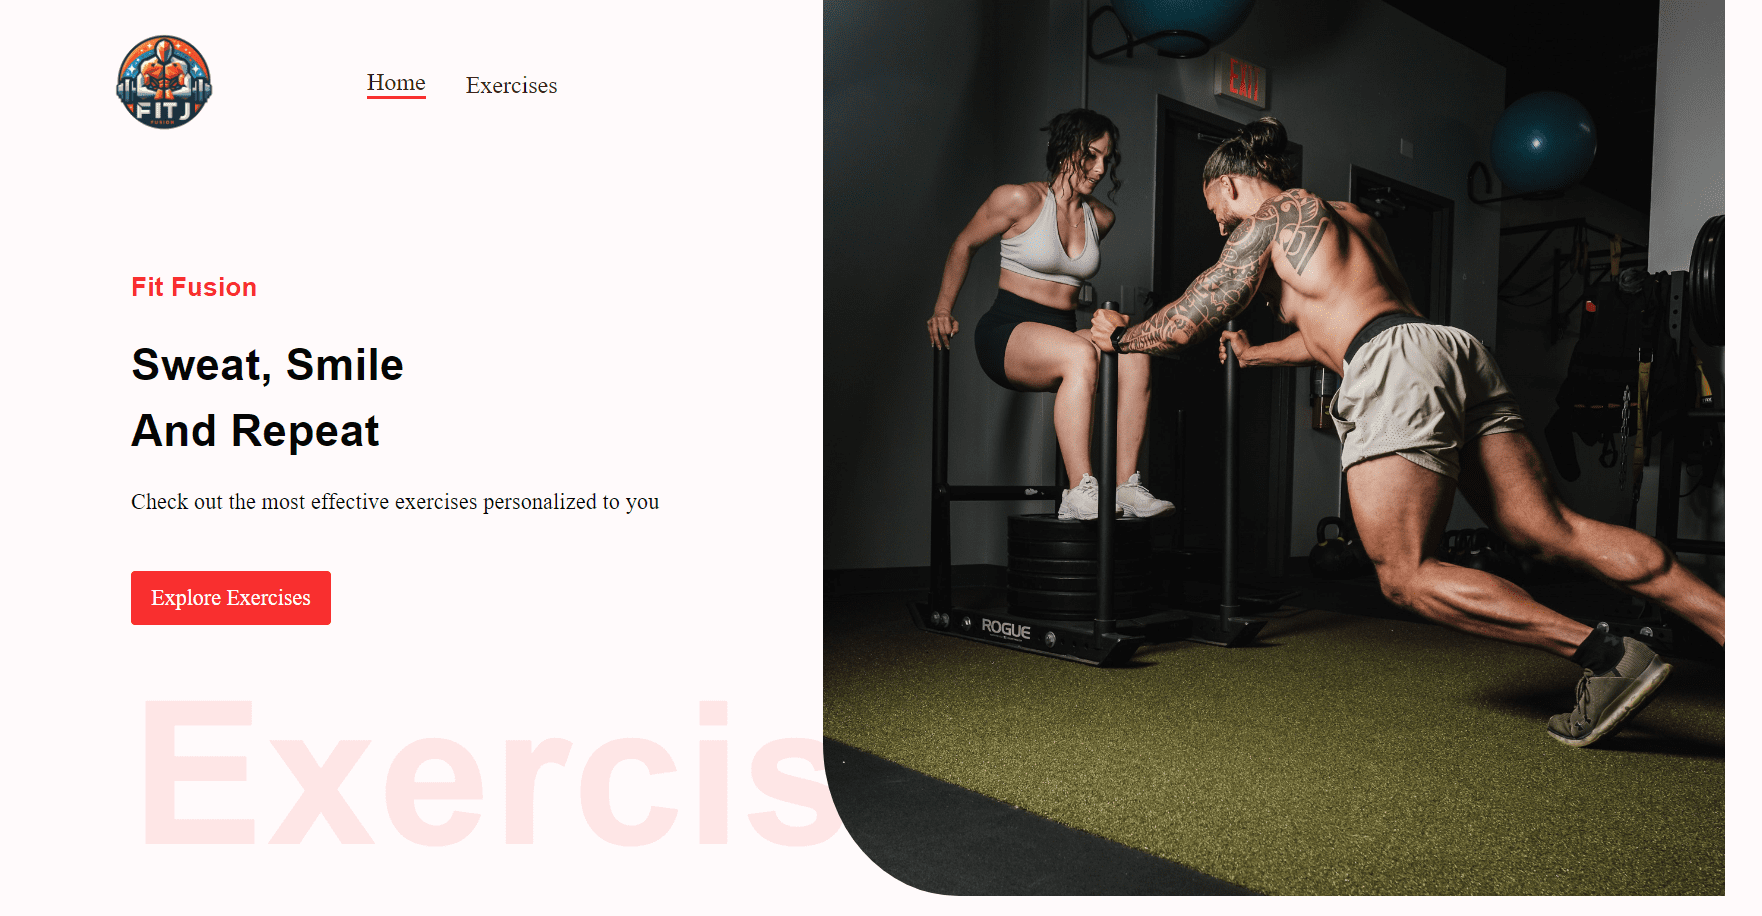 FITJ
FUSION
Home
Exercises
Fit Fusion
Sweat, Smile
And Repeat
Check out the most effective exercises personalized to you
Explore Exercises
Exercis
EXIT
ROGUE